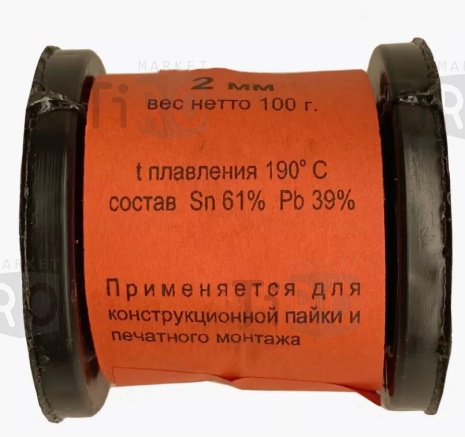 2 мм
вес нетто 100 г.
t плавления 190° С
состав Sn 61% Pb 39%
Применяется для
конструкционной пайки и
печатного монтажа